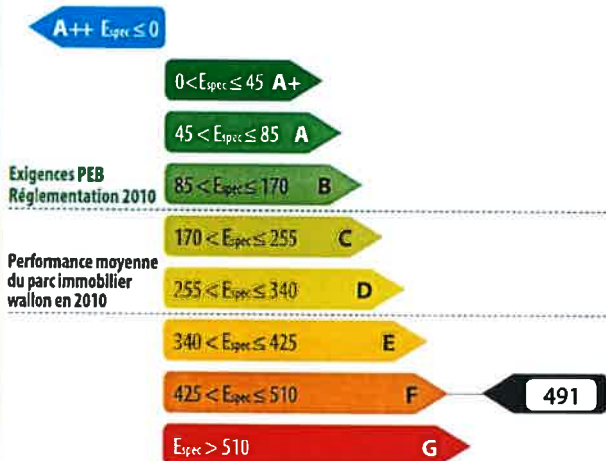 A++ Espec ≤ 0
0 < Espec ≤ 45 A+
45 < Espec ≤ 85 A
Exigences PEB
Réglementation 2010
85 < Espec ≤ 170 B
170 < Espec ≤ 255 C
Performance moyenne
du parc immobilier
wallon en 2010
255 < Espec ≤ 340 D
340 < Espec ≤ 425 E
425 < Espec ≤ 510 F 491
Espec > 510 G